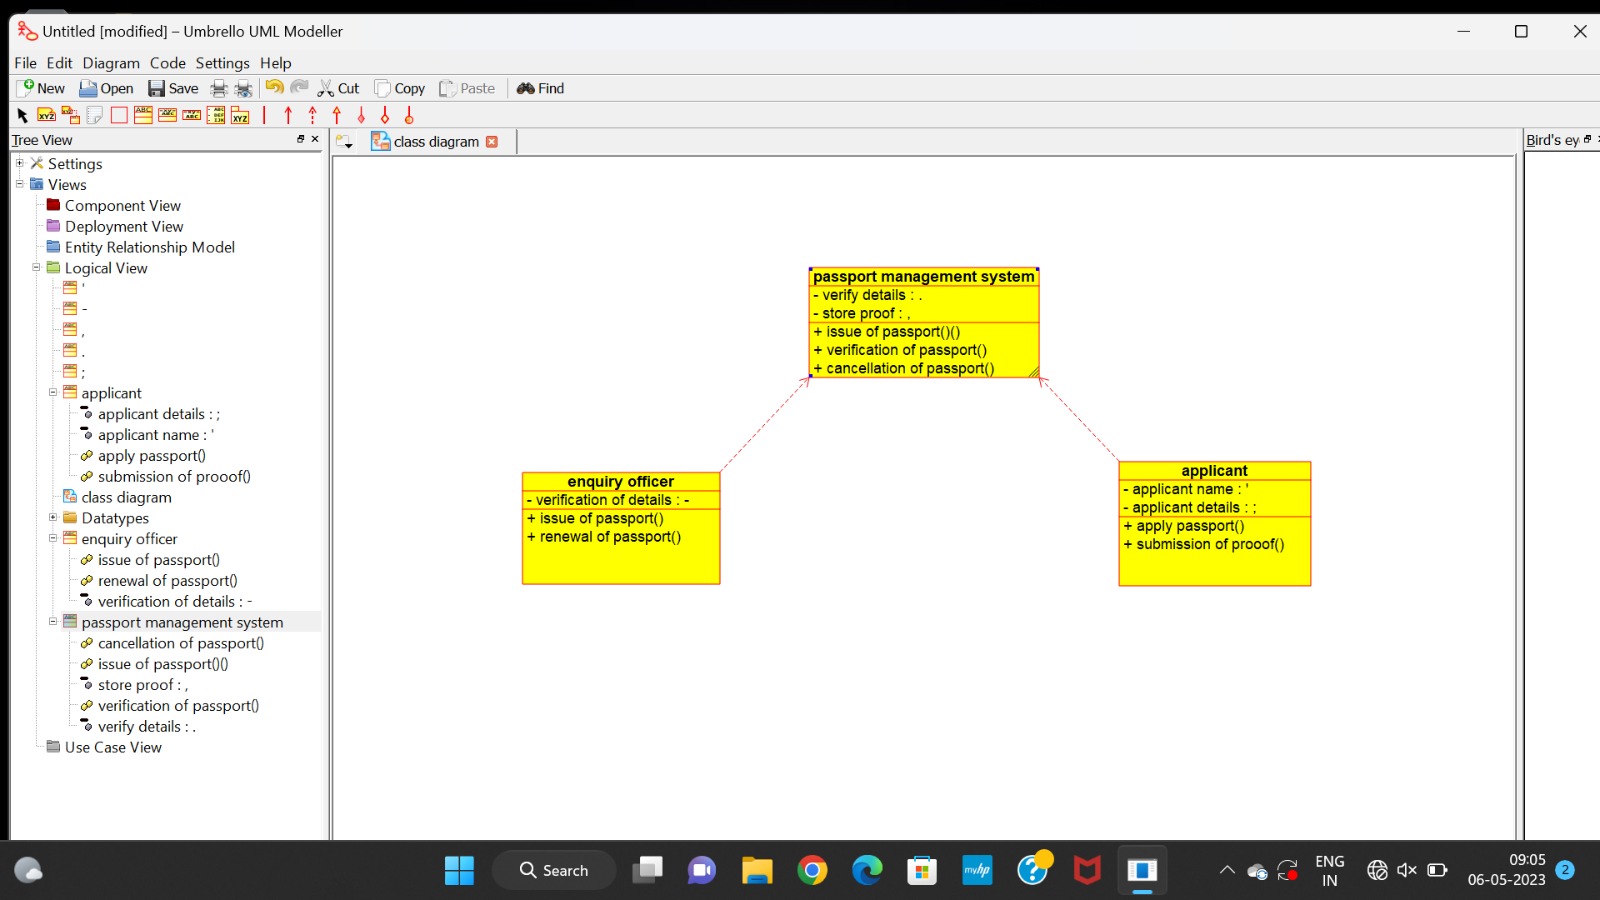 Untitled [modified] – Umbrello UML Modeller
File Edit Diagram Code Settings Help
New Open Save Cut Copy Paste Find
Tree View
class diagram
Bird's ey
Settings
Views
Component View
Deployment View
Entity Relationship Model
Logical View
'
-
,
.
;
applicant
applicant details : ;
applicant name : '
apply passport()
submission of prooof()
class diagram
Datatypes
enquiry officer
issue of passport()
renewal of passport()
verification of details : -
passport management system
cancellation of passport()
issue of passport()()
store proof : ,
verification of passport()
verify details : .
Use Case View
passport management system
- verify details : .
- store proof : ,
+ issue of passport()()
+ verification of passport()
+ cancellation of passport()
enquiry officer
- verification of details : -
+ issue of passport()
+ renewal of passport()
applicant
- applicant name : '
- applicant details : ;
+ apply passport()
+ submission of prooof()
Search
myhp
ENG
IN
09:05
06-05-2023
2